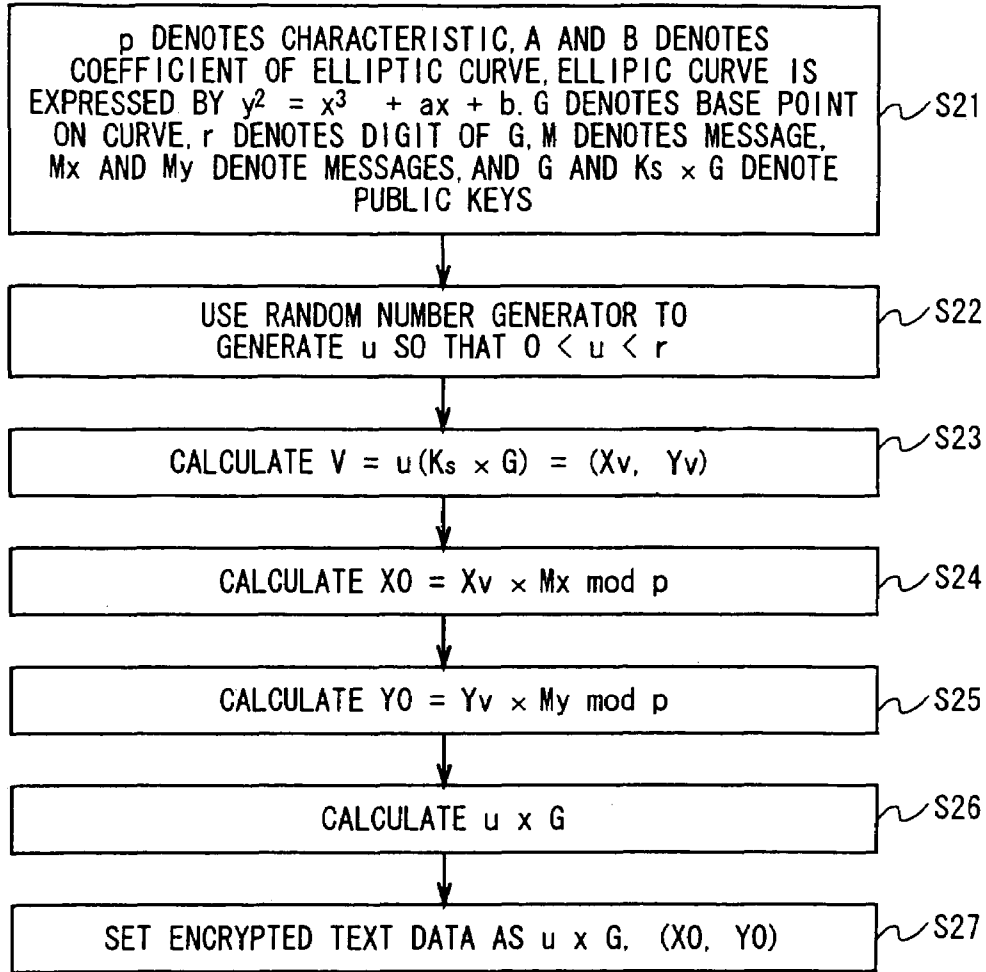 p DENOTES CHARACTERISTIC, A AND B DENOTES
COEFFICIENT OF ELLIPTIC CURVE, ELLIPIC CURVE IS
EXPRESSED BY y² = x³ + ax + b. G DENOTES BASE POINT
ON CURVE, r DENOTES DIGIT OF G, M DENOTES MESSAGE,
Mx AND My DENOTE MESSAGES, AND G AND Ks × G DENOTE
PUBLIC KEYS
S21
USE RANDOM NUMBER GENERATOR TO
GENERATE u SO THAT 0 < u < r
S22
CALCULATE V = u(Ks × G) = (Xv, Yv)
S23
CALCULATE X0 = Xv × Mx mod p
S24
CALCULATE Y0 = Yv × My mod p
S25
CALCULATE u x G
S26
SET ENCRYPTED TEXT DATA AS u x G, (X0, Y0)
S27